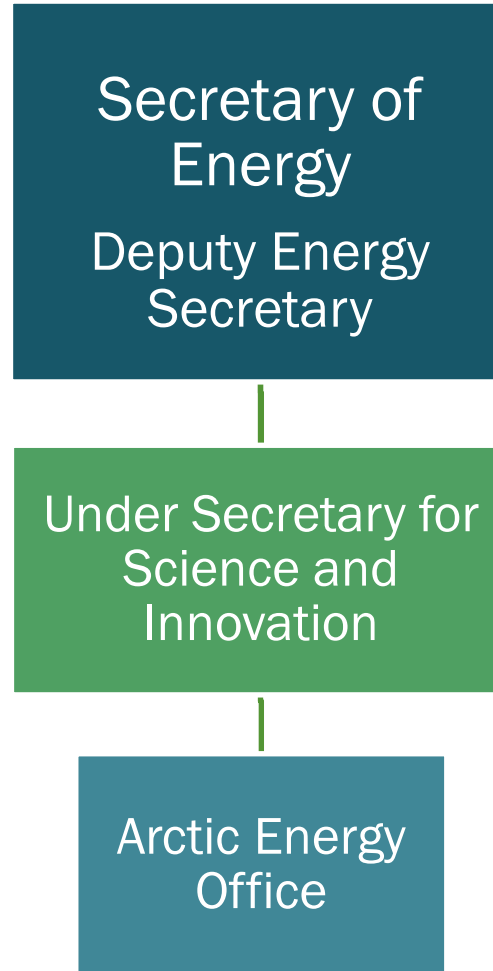 Secretary of
Energy
Deputy Energy
Secretary
Under Secretary for
Science and
Innovation
Arctic Energy
Office